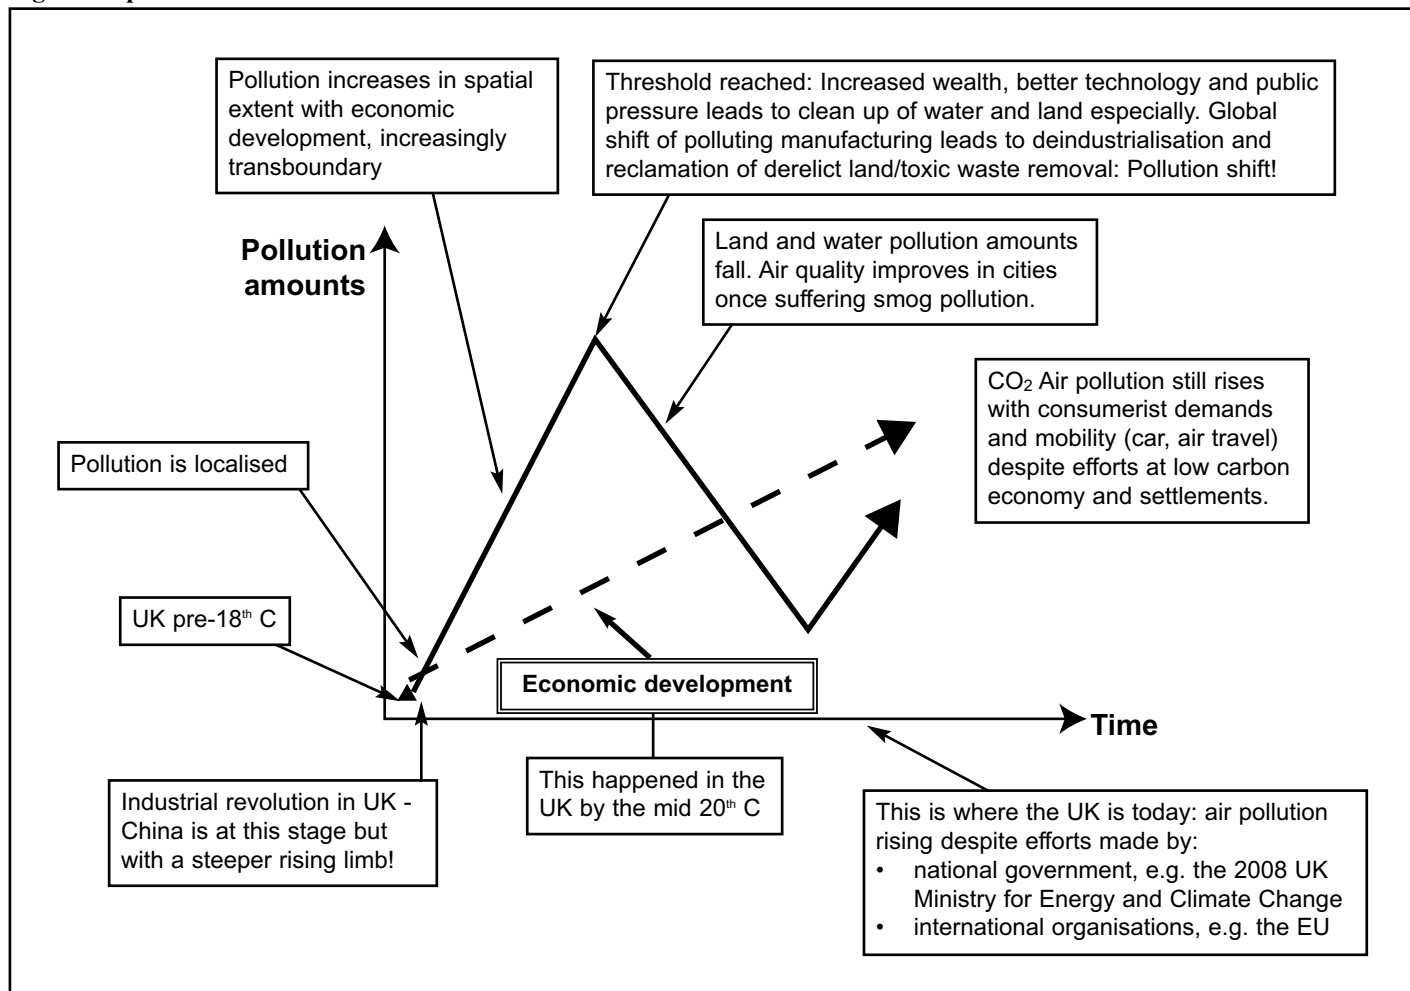 Pollution increases in spatial
extent with economic
development, increasingly
transboundary
Threshold reached: Increased wealth, better technology and public
pressure leads to clean up of water and land especially. Global
shift of polluting manufacturing leads to deindustrialisation and
reclamation of derelict land/toxic waste removal: Pollution shift!
Land and water pollution amounts
fall. Air quality improves in cities
once suffering smog pollution.
Pollution
amounts
CO₂ Air pollution still rises
with consumerist demands
and mobility (car, air travel)
despite efforts at low carbon
economy and settlements.
Pollution is localised
UK pre-18th C
Economic development
Time
Industrial revolution in UK -
China is at this stage but
with a steeper rising limb!
This happened in the
UK by the mid 20th C
This is where the UK is today: air pollution
rising despite efforts made by:
• national government, e.g. the 2008 UK
Ministry for Energy and Climate Change
• international organisations, e.g. the EU